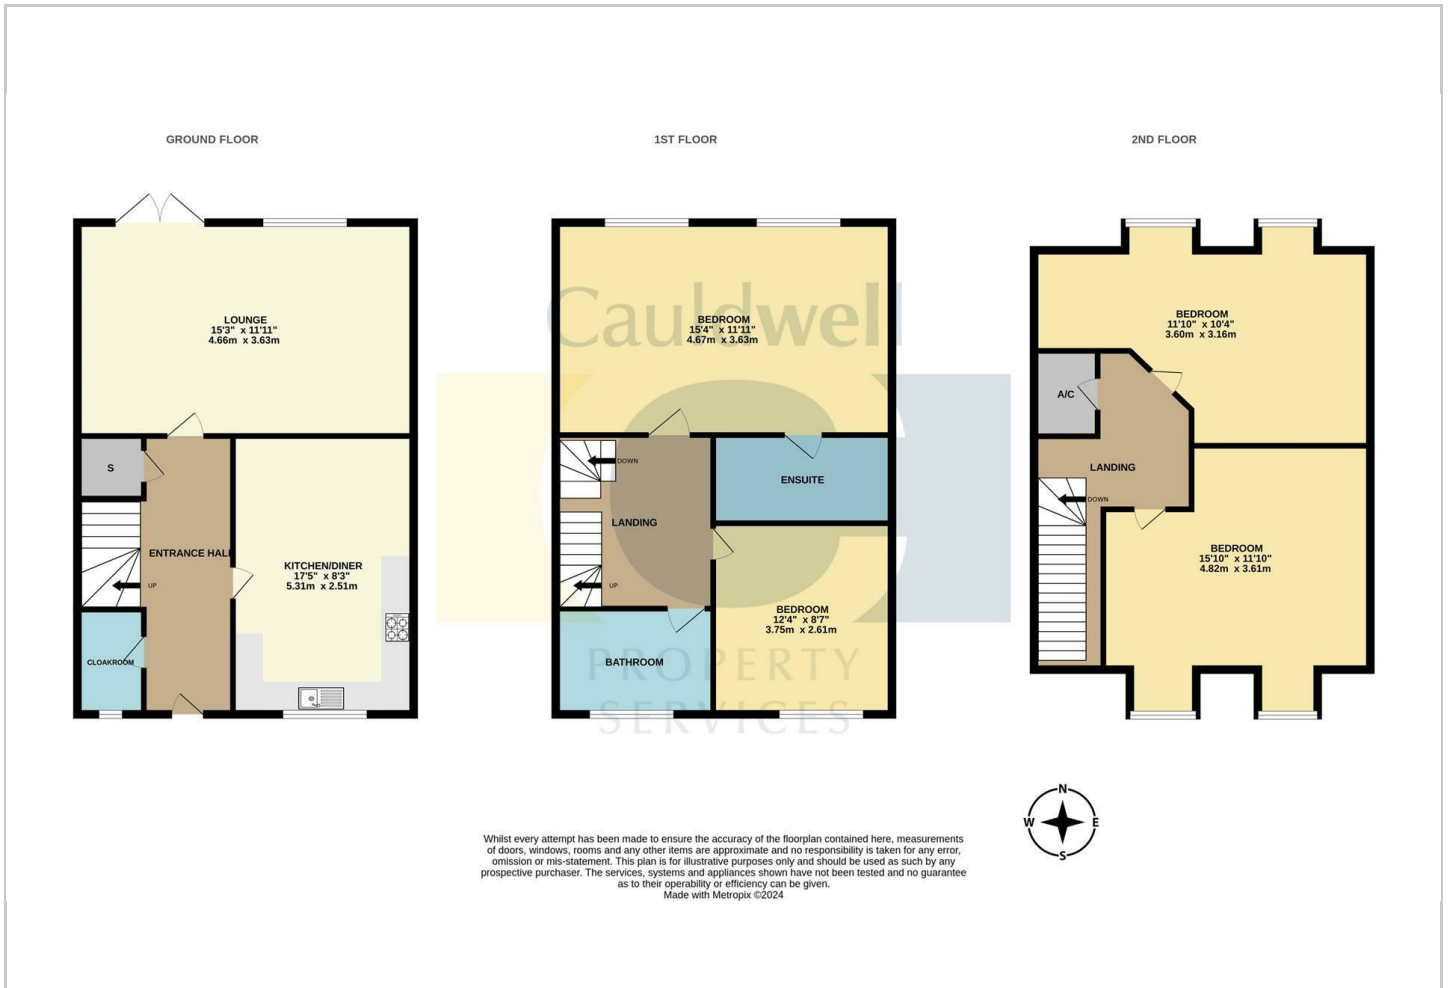 GROUND FLOOR
1ST FLOOR
2ND FLOOR
LOUNGE
15'3" x 11'11"
4.66m x 3.63m
S
ENTRANCE HALL
UP
KITCHEN/DINER
17'5" x 8'3"
5.31m x 2.51m
CLOAKROOM
Cauldwell
BEDROOM
15'4" x 11'11"
4.67m x 3.63m
DOWN
ENSUITE
LANDING
UP
BEDROOM
12'4" x 8'7"
3.75m x 2.61m
BATHROOM
PROPERTY
SERVICES
BEDROOM
11'10" x 10'4"
3.60m x 3.16m
A/C
LANDING
DOWN
BEDROOM
15'10" x 11'10"
4.82m x 3.61m
N
W E
S
Whilst every attempt has been made to ensure the accuracy of the floorplan contained here, measurements
of doors, windows, rooms and any other items are approximate and no responsibility is taken for any error,
omission or mis-statement. This plan is for illustrative purposes only and should be used as such by any
prospective purchaser. The services, systems and appliances shown have not been tested and no guarantee
as to their operability or efficiency can be given.
Made with Metropix ©2024